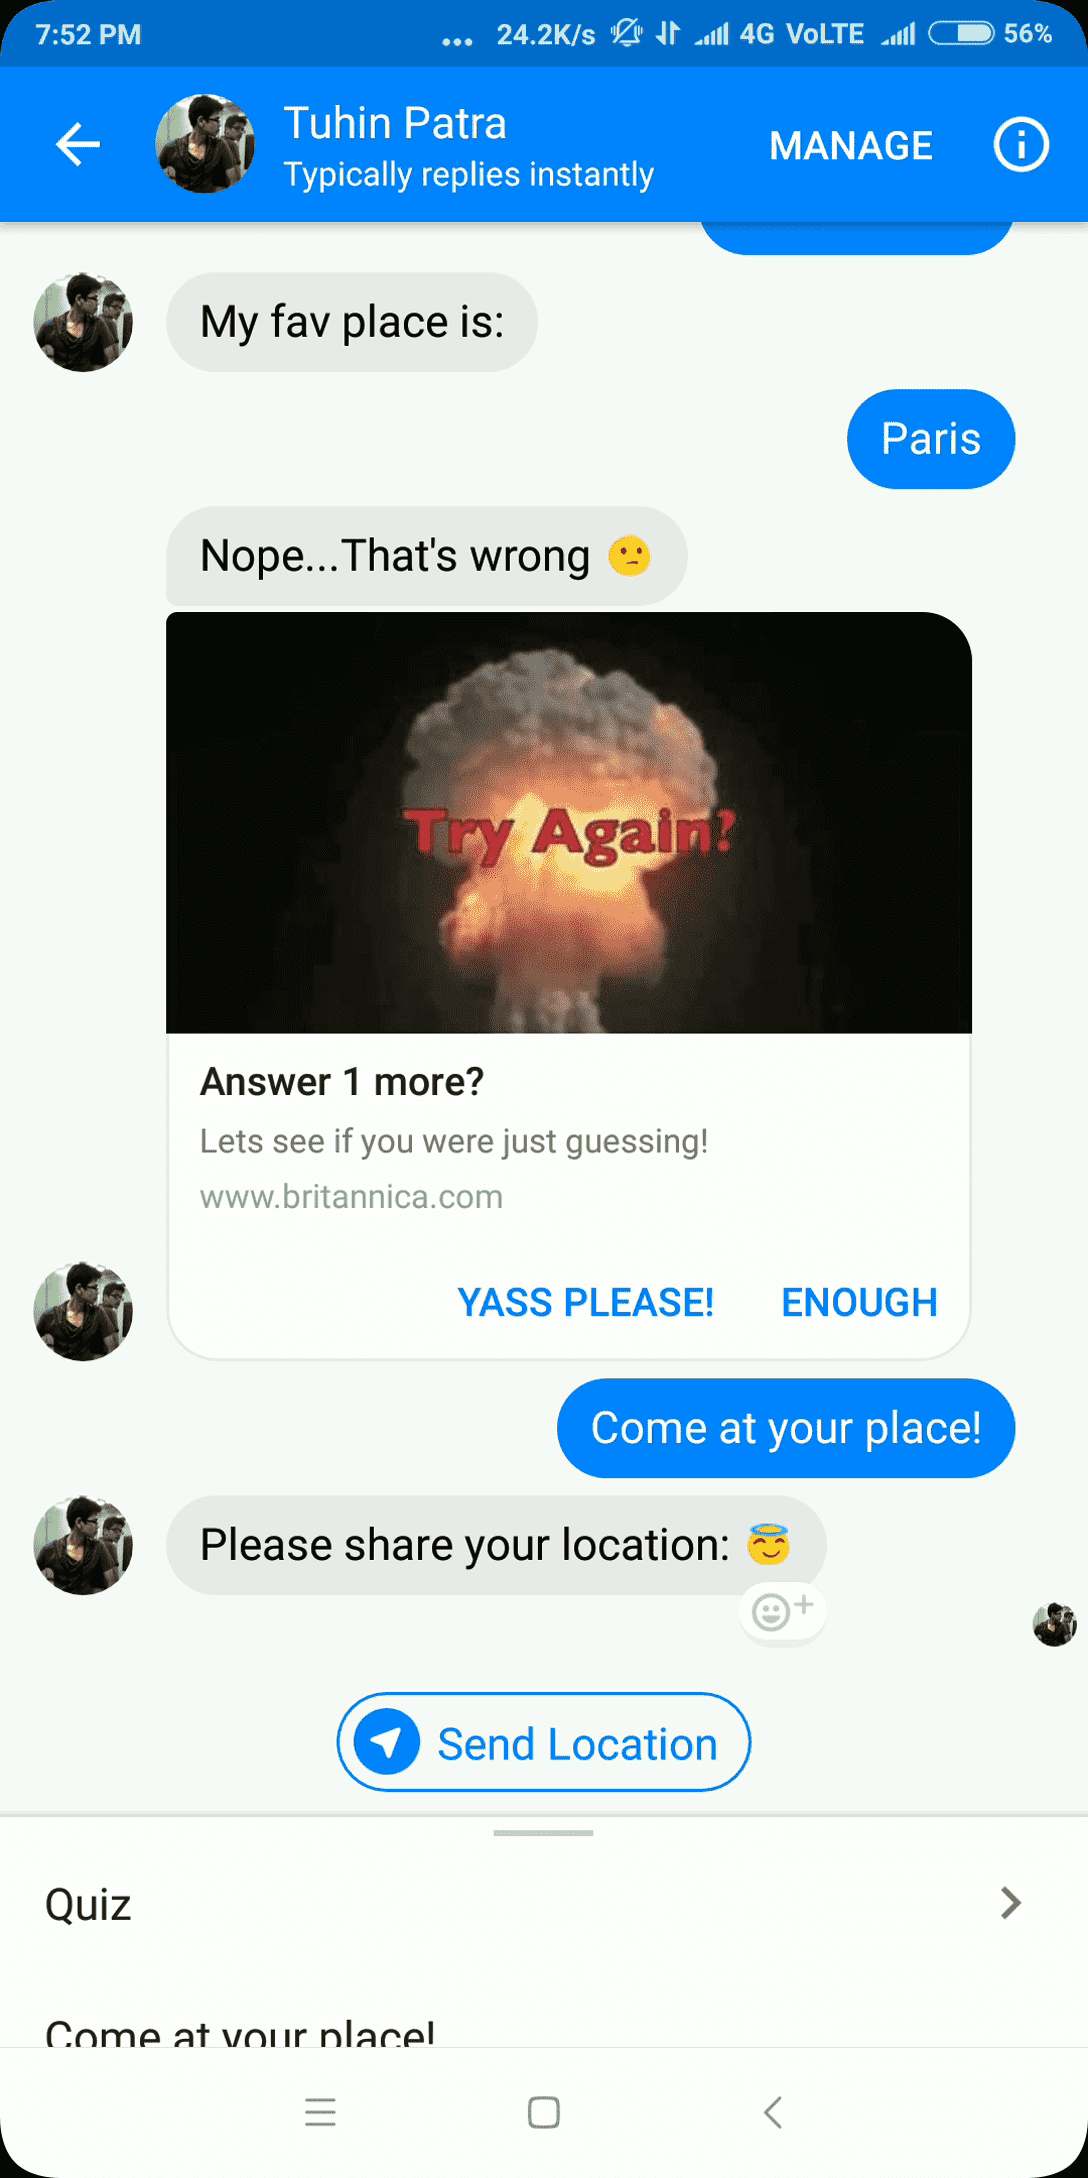 7:52 PM
... 24.2K/s 4G VoLTE 56%
Tuhin Patra
Typically replies instantly
MANAGE
My fav place is:
Paris
Nope...That's wrong 😕
Try Again?
Answer 1 more?
Lets see if you were just guessing!
www.britannica.com
YASS PLEASE! ENOUGH
Come at your place!
Please share your location: 😇
Send Location
Quiz
Come at your place!